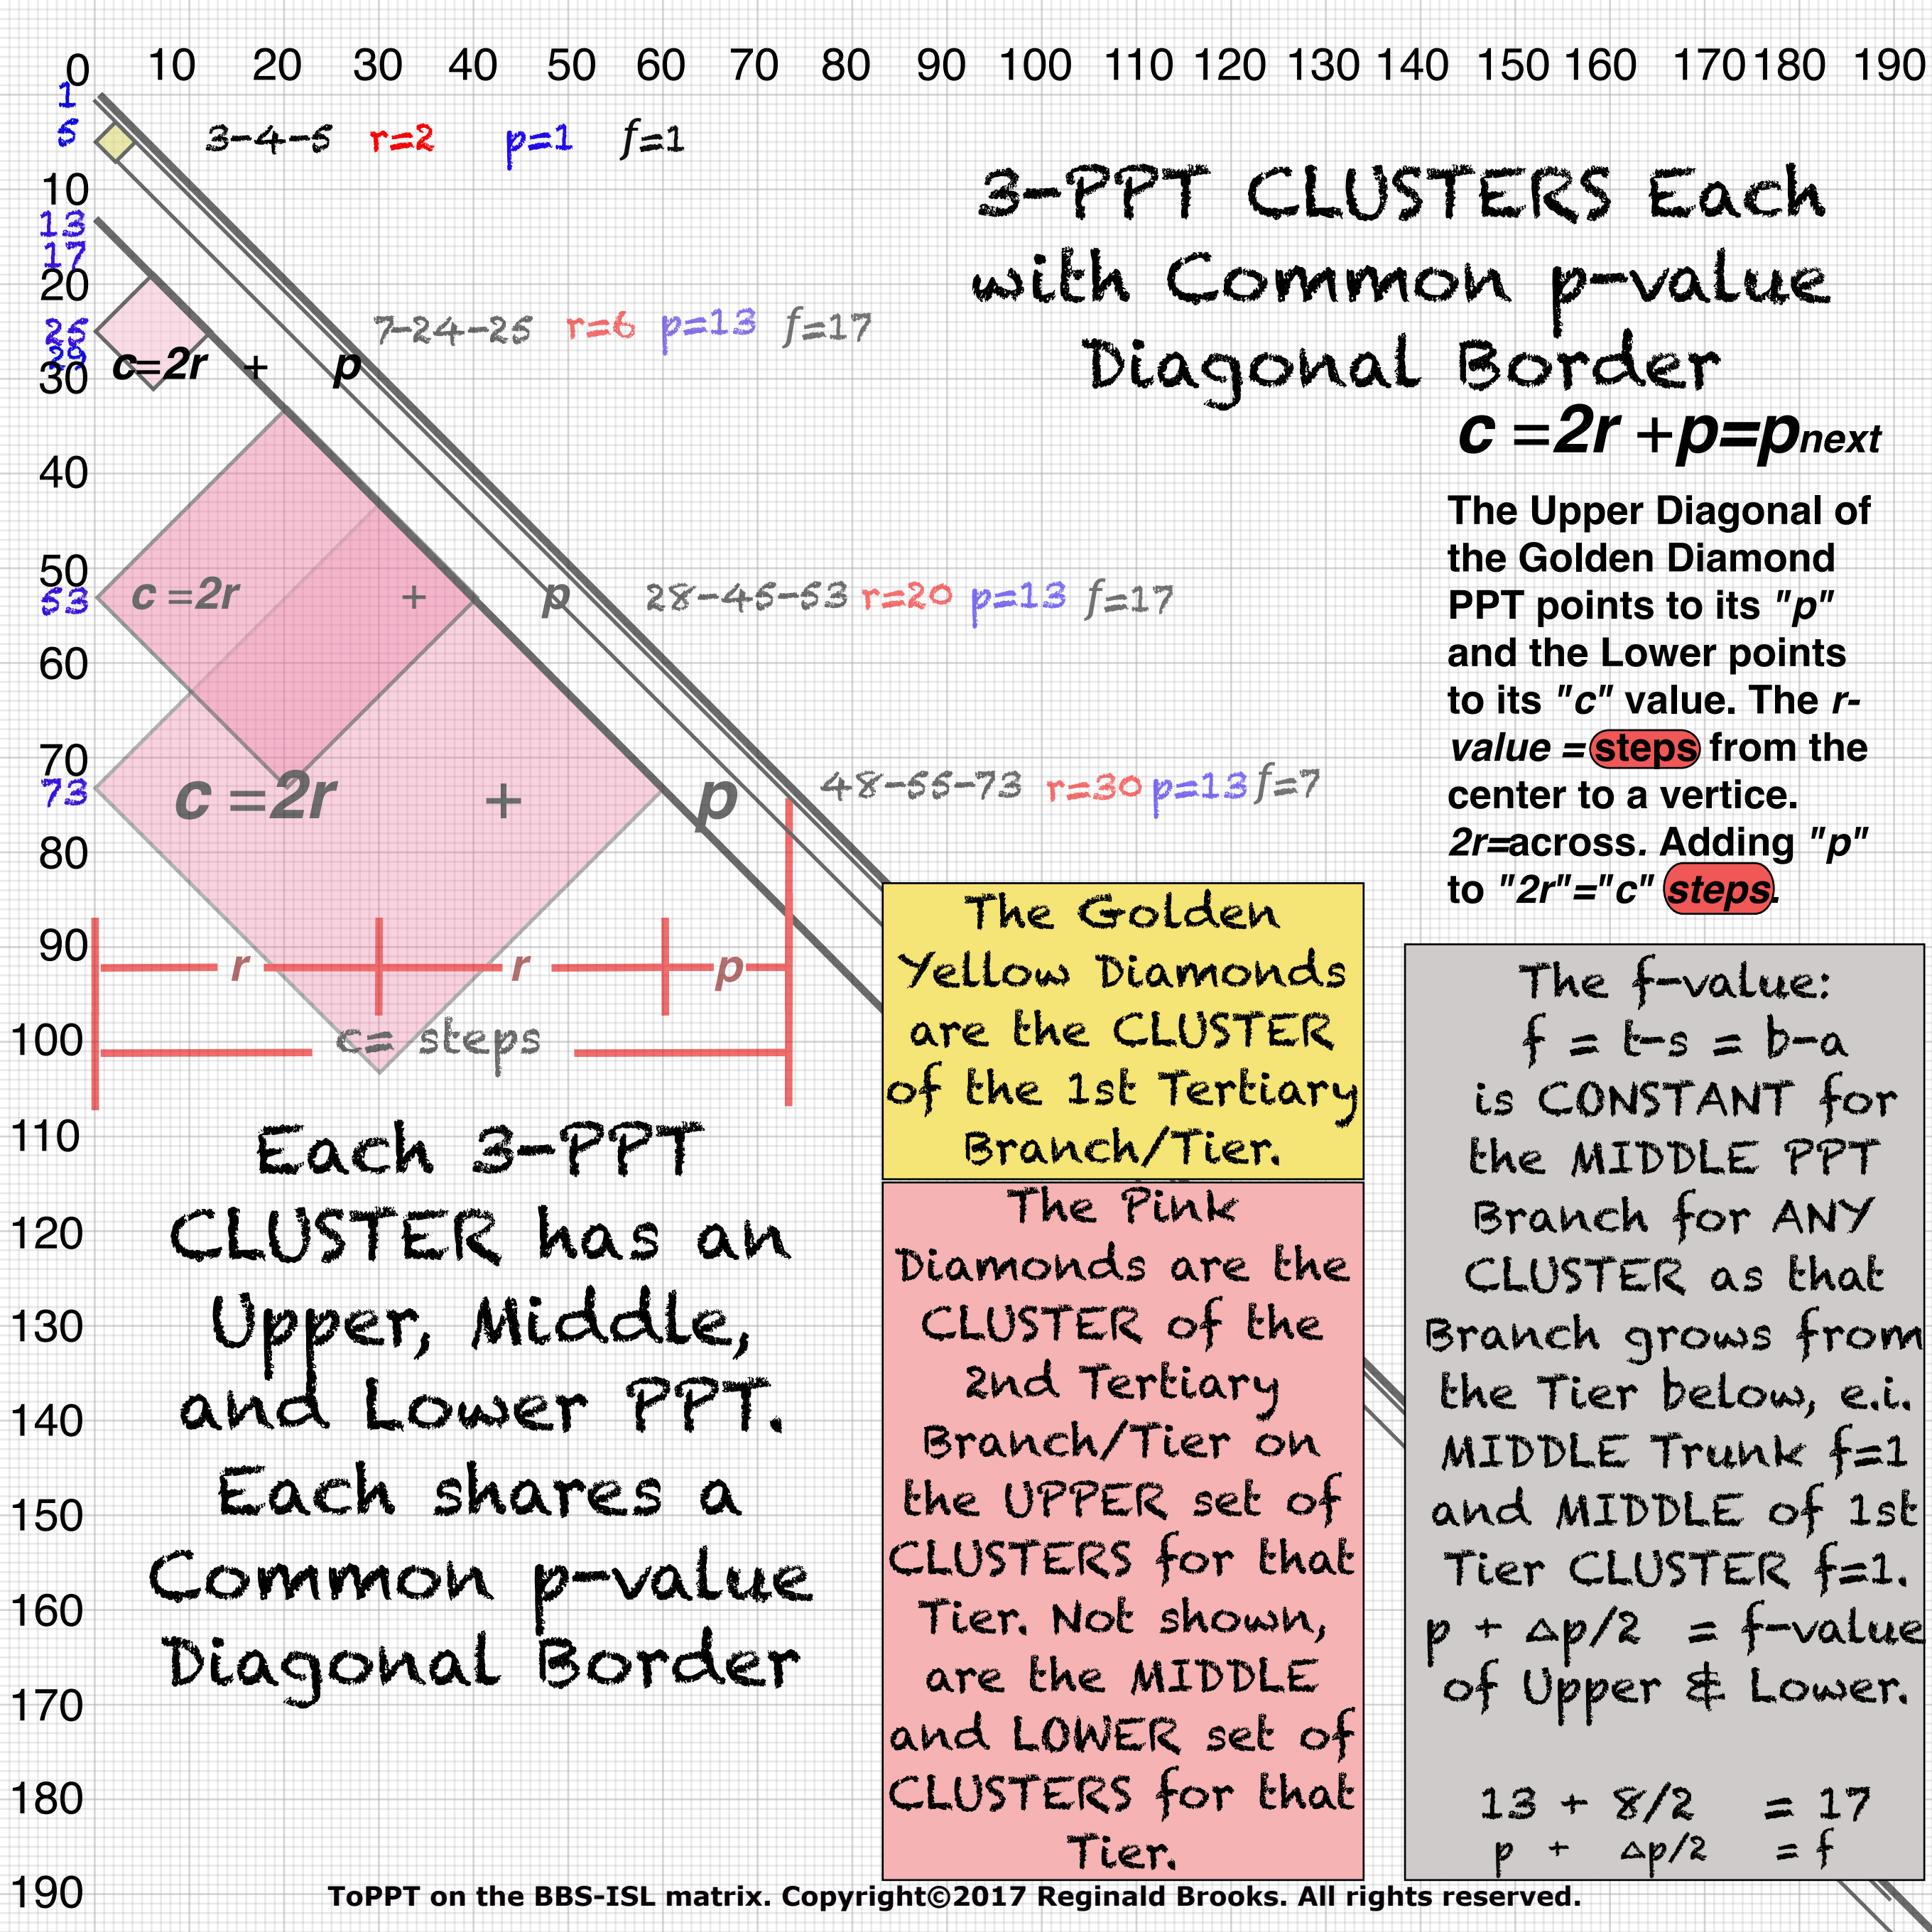 0 10 20 30 40 50 60 70 80 90 100 110 120 130 140 150 160 170 180 190
1
5
3-4-5 r=2 p=1 f=1
10
13
17
20
25
29
30
7-24-25 r=6 p=13 f=17
c=2r + p
40
50
53
c =2r + p 28-45-53 r=20 p=13 f=17
60
70
73
c =2r + p 48-55-73 r=30 p=13 f=7
80
90
r r p
100
c= steps
110
120
130
140
150
160
170
180
190
3-PPT CLUSTERS Each
with Common p-value
Diagonal Border
c =2r +p=pnext
The Upper Diagonal of
the Golden Diamond
PPT points to its "p"
and the Lower points
to its "c" value. The r-
value = steps from the
center to a vertice.
2r=across. Adding "p"
to "2r"="c" steps.
Each 3-PPT
CLUSTER has an
Upper, Middle,
and Lower PPT.
Each shares a
Common p-value
Diagonal Border
The Golden
Yellow Diamonds
are the CLUSTER
of the 1st Tertiary
Branch/Tier.
The Pink
Diamonds are the
CLUSTER of the
2nd Tertiary
Branch/Tier on
the UPPER set of
CLUSTERS for that
Tier. Not shown,
are the MIDDLE
and LOWER set of
CLUSTERS for that
Tier.
The f-value:
f = t-s = b-a
is CONSTANT for
the MIDDLE PPT
Branch for ANY
CLUSTER as that
Branch grows from
the Tier below, e.i.
MIDDLE Trunk f=1
and MIDDLE of 1st
Tier CLUSTER f=1.
p + △p/2 = f-value
of Upper & Lower.
13 + 8/2 = 17
p + △p/2 = f
ToPPT on the BBS-ISL matrix. Copyright©2017 Reginald Brooks. All rights reserved.